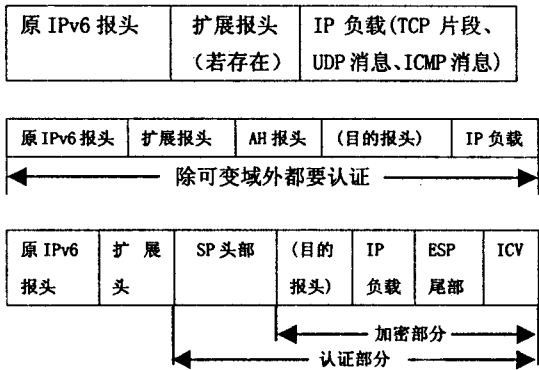 原 IPv6 报头 扩展报头 IP 负载(TCP 片段、
(若存在) UDP 消息、ICMP 消息)
原 IPv6 报头 扩展报头 AH 报头 (目的报头) IP 负载
除可变域外都要认证
原 IPv6 扩 展 SP 头部 (目的 IP ESP ICV
报头 头 报头) 负载 尾部
加密部分
认证部分